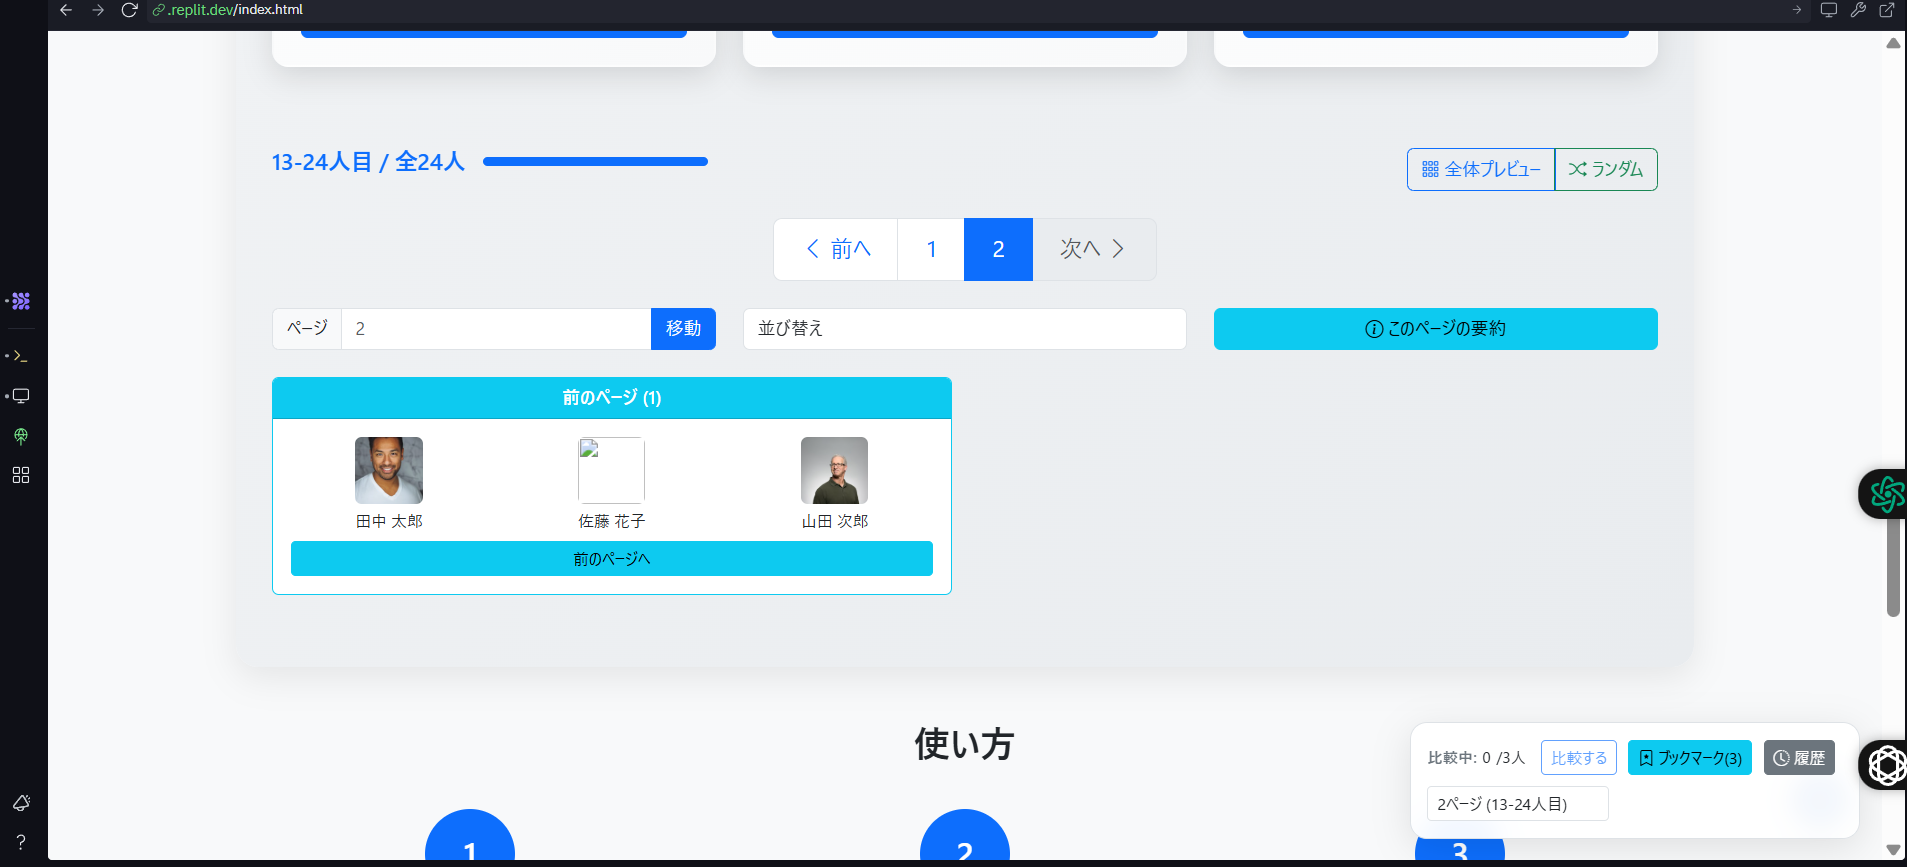 .replit.dev/index.html
13-24人目 / 全24人
全体プレビュー
ランダム
前へ
1
2
次へ
ページ
2
移動
並び替え
このページの要約
前のページ (1)
田中 太郎
佐藤 花子
山田 次郎
前のページへ
使い方
比較中: 0 /3人
比較する
ブックマーク(3)
履歴
2ページ (13-24人目)
1
2
3